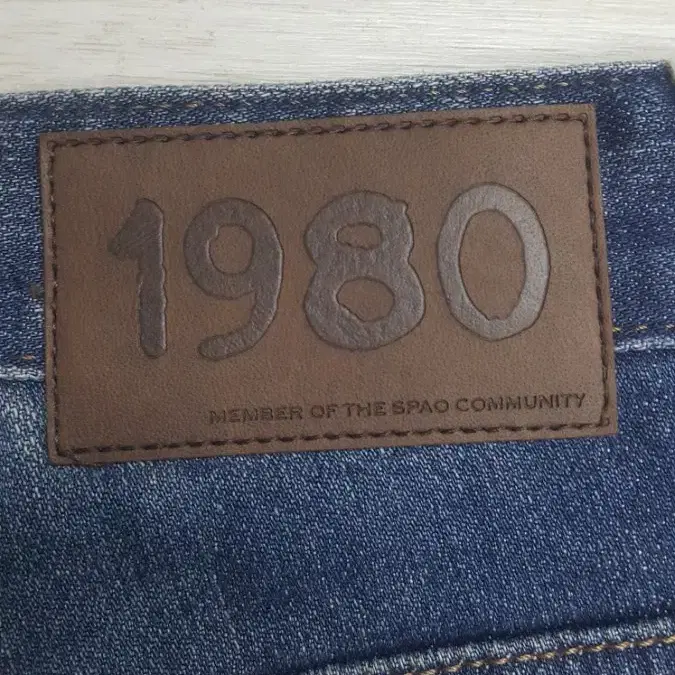 1980
MEMBER OF THE SPAO COMMUNITY